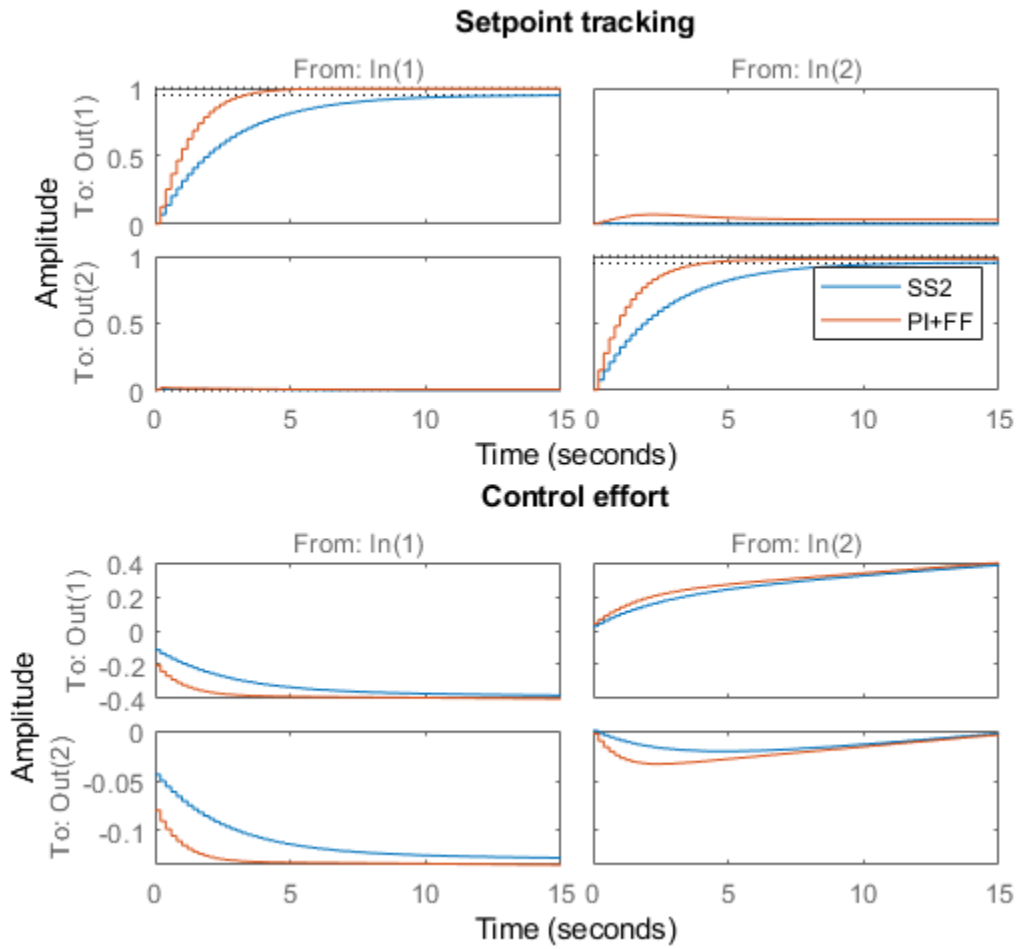 Setpoint tracking
From: In(1)
From: In(2)
To: Out(1)
1
0.5
0
Amplitude
To: Out(2)
1
0.5
0
SS2
PI+FF
0 5 10 15
0 5 10 15
Time (seconds)
Control effort
From: In(1)
From: In(2)
To: Out(1)
0.4
0.2
0
-0.2
-0.4
Amplitude
To: Out(2)
0
-0.05
-0.1
0 5 10 15
0 5 10 15
Time (seconds)